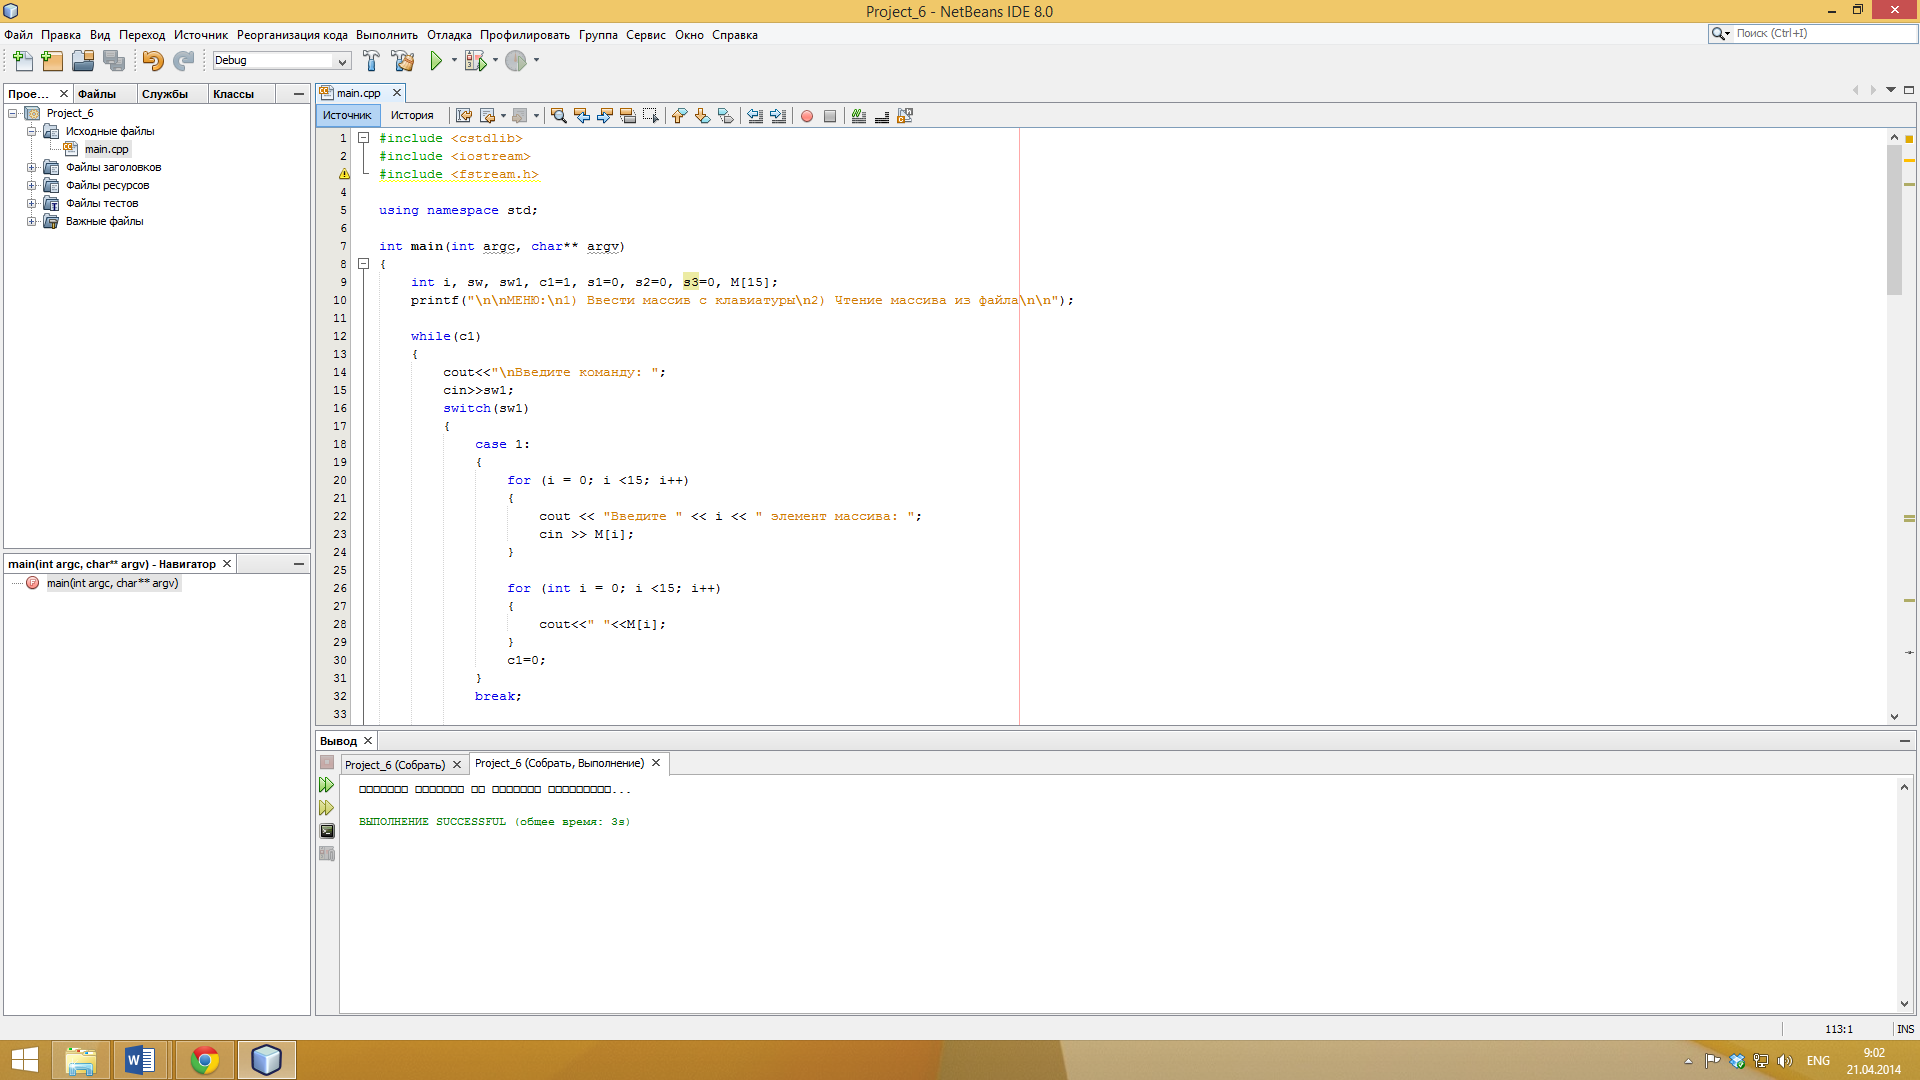 Project_6 - NetBeans IDE 8.0
Файл Правка Вид Переход Источник Реорганизация кода Выполнить Отладка Профилировать Группа Сервис Окно Справка
Поиск (Ctrl+I)
Debug
Прое... Файлы Службы Классы
Project_6
Исходные файлы
main.cpp
Файлы заголовков
Файлы ресурсов
Файлы тестов
Важные файлы
main(int argc, char** argv) - Навигатор
main(int argc, char** argv)
main.cpp
Источник История
1 #include <cstdlib>
2 #include <iostream>
#include <fstream.h>
4
5 using namespace std;
6
7 int main(int argc, char** argv)
8 {
9 int i, sw, sw1, c1=1, s1=0, s2=0, s3=0, M[15];
10 printf("\n\nМЕНЮ:\n1) Ввести массив с клавиатуры\n2) Чтение массива из файла\n\n");
11
12 while(c1)
13 {
14 cout<<"\nВведите команду: ";
15 cin>>sw1;
16 switch(sw1)
17 {
18 case 1:
19 {
20 for (i = 0; i <15; i++)
21 {
22 cout << "Введите " << i << " элемент массива: ";
23 cin >> M[i];
24 }
25
26 for (int i = 0; i <15; i++)
27 {
28 cout<<" "<<M[i];
29 }
30 c1=0;
31 }
32 break;
33
Вывод
Project_6 (Собрать) Project_6 (Собрать, Выполнение)
□□□□□□□ □□□□□□□ □□ □□□□□□□ □□□□□□□□□...
ВЫПОЛНЕНИЕ SUCCESSFUL (общее время: 3s)
113:1 INS
ENG
9:02
21.04.2014